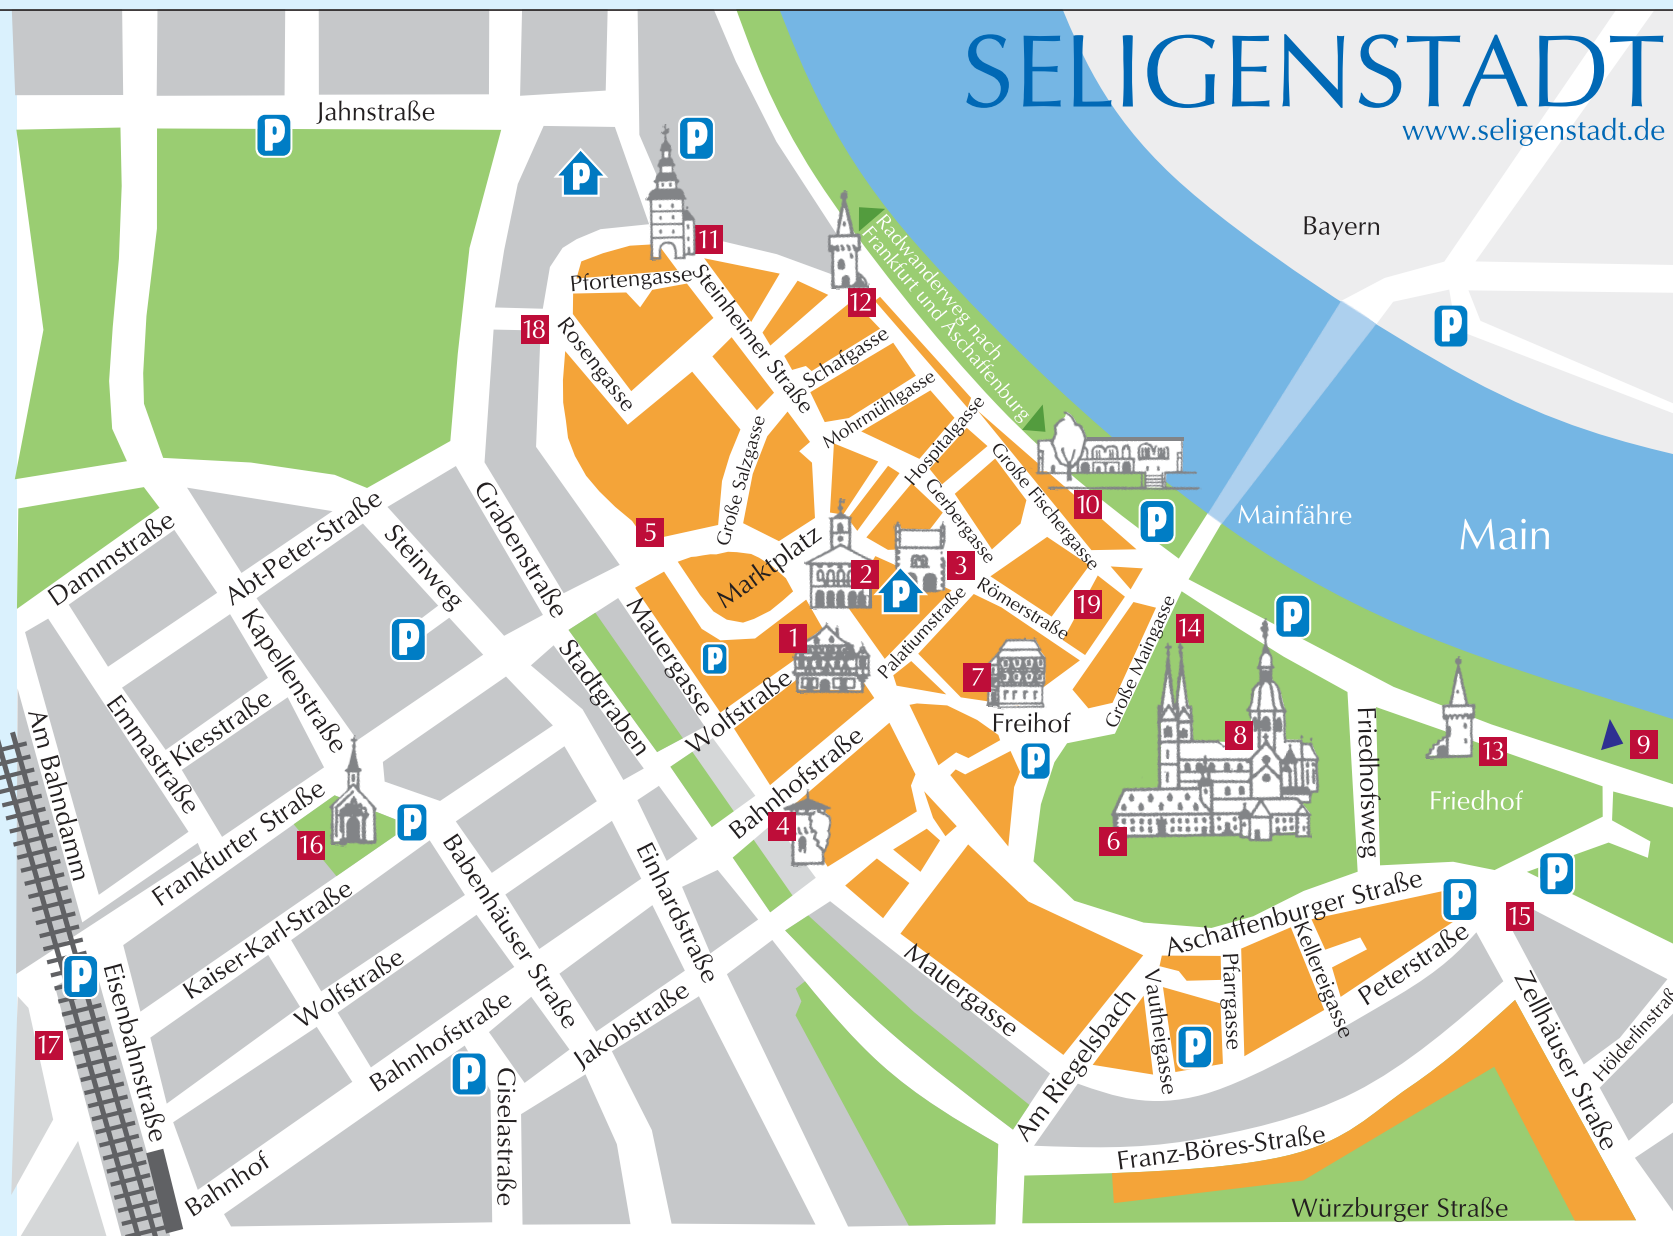 SELIGENSTADT
www.seligenstadt.de
Jahnstraße
P
P
P
11
Bayern
Radwanderweg nach
Frankfurt und Aschaffenburg
Pfortengasse
Steinheimer Straße
12
18
Rosengasse
P
Schafgasse
Mohrmühlgasse
Hospitalgasse
Große Salzgasse
Große Fischergasse
Gerbergasse
10
P
Mainfähre
Main
5
Dammstraße
Abt-Peter-Straße
Steinweg
Grabenstraße
Marktplatz
2
3
P
Römerstraße
19
14
P
Palatiumstraße
Große Maingasse
Kapellenstraße
P
Stadtgraben
Mauergasse
P
1
7
Wolfstraße
Freihof
P
8
Friedhofsweg
13
9
Am Bahndamm
Emmastraße
Kiesstraße
Frankfurter Straße
16
P
Bahnhofstraße
4
6
Friedhof
Babenhäuser Straße
Einhardstraße
Kaiser-Karl-Straße
Aschaffenburger Straße
P
P
15
Wolfstraße
P
Eisenbahnstraße
Mauergasse
Kellereigasse
Pfarrgasse
Peterstraße
Vautheigasse
P
17
Bahnhofstraße
Jakobstraße
P
Giselastraße
Am Riegelsbach
Zellhäuser Straße
Hölderlinstraß
Franz-Böres-Straße
Bahnhof
Würzburger Straße